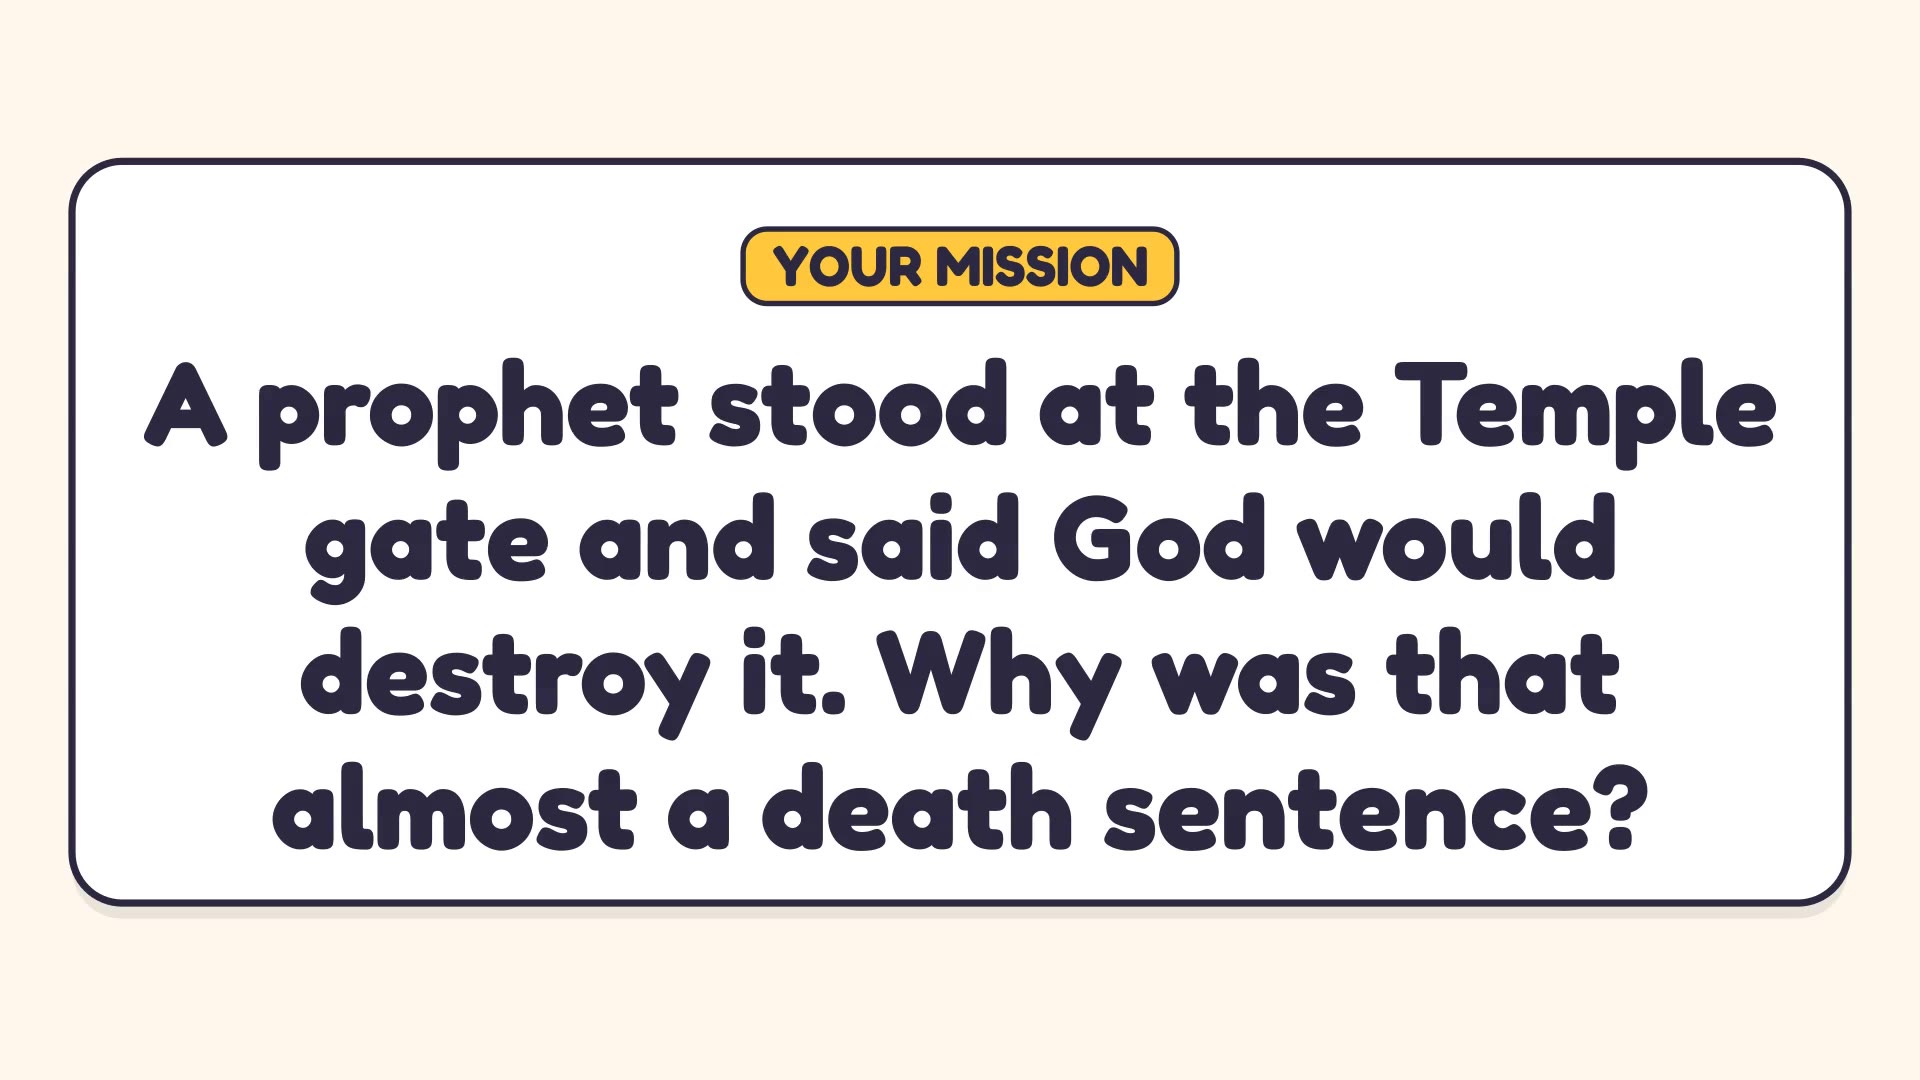 YOUR MISSION
A prophet stood at the Temple
gate and said God would
destroy it. Why was that
almost a death sentence?